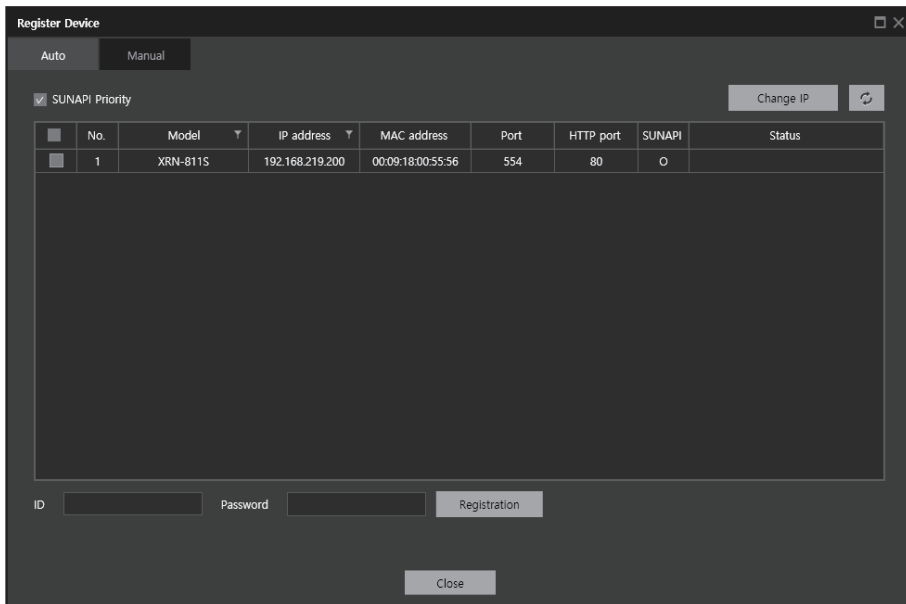 Register Device
Auto Manual
SUNAPI Priority Change IP
No. Model IP address MAC address Port HTTP port SUNAPI Status
1 XRN-811S 192.168.219.200 00:09:18:00:55:56 554 80 O
ID Password Registration
Close